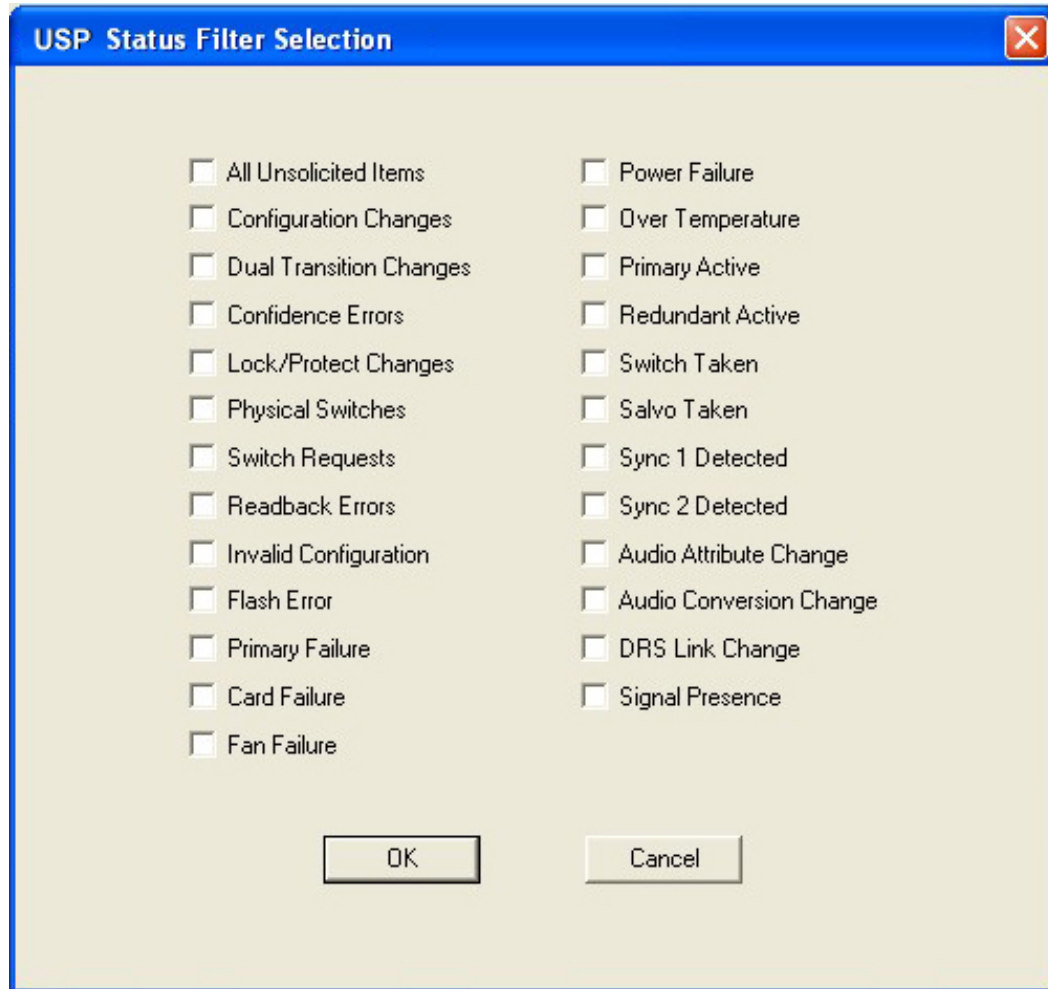 USP Status Filter Selection
All Unsolicited Items
Configuration Changes
Dual Transition Changes
Confidence Errors
Lock/Protect Changes
Physical Switches
Switch Requests
Readback Errors
Invalid Configuration
Flash Error
Primary Failure
Card Failure
Fan Failure
Power Failure
Over Temperature
Primary Active
Redundant Active
Switch Taken
Salvo Taken
Sync 1 Detected
Sync 2 Detected
Audio Attribute Change
Audio Conversion Change
DRS Link Change
Signal Presence
OK
Cancel